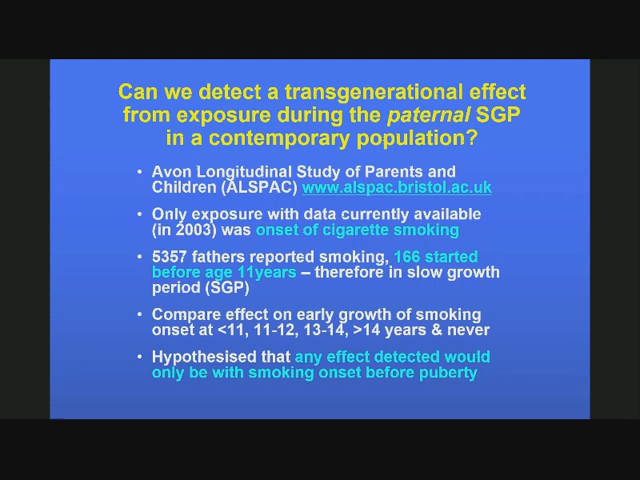 Can we detect a transgenerational effect
from exposure during the paternal SGP
in a contemporary population?
• Avon Longitudinal Study of Parents and
Children (ALSPAC) www.alspac.bristol.ac.uk
• Only exposure with data currently available
(in 2003) was onset of cigarette smoking
• 5357 fathers reported smoking, 166 started
before age 11years – therefore in slow growth
period (SGP)
• Compare effect on early growth of smoking
onset at <11, 11-12, 13-14, >14 years & never
• Hypothesised that any effect detected would
only be with smoking onset before puberty